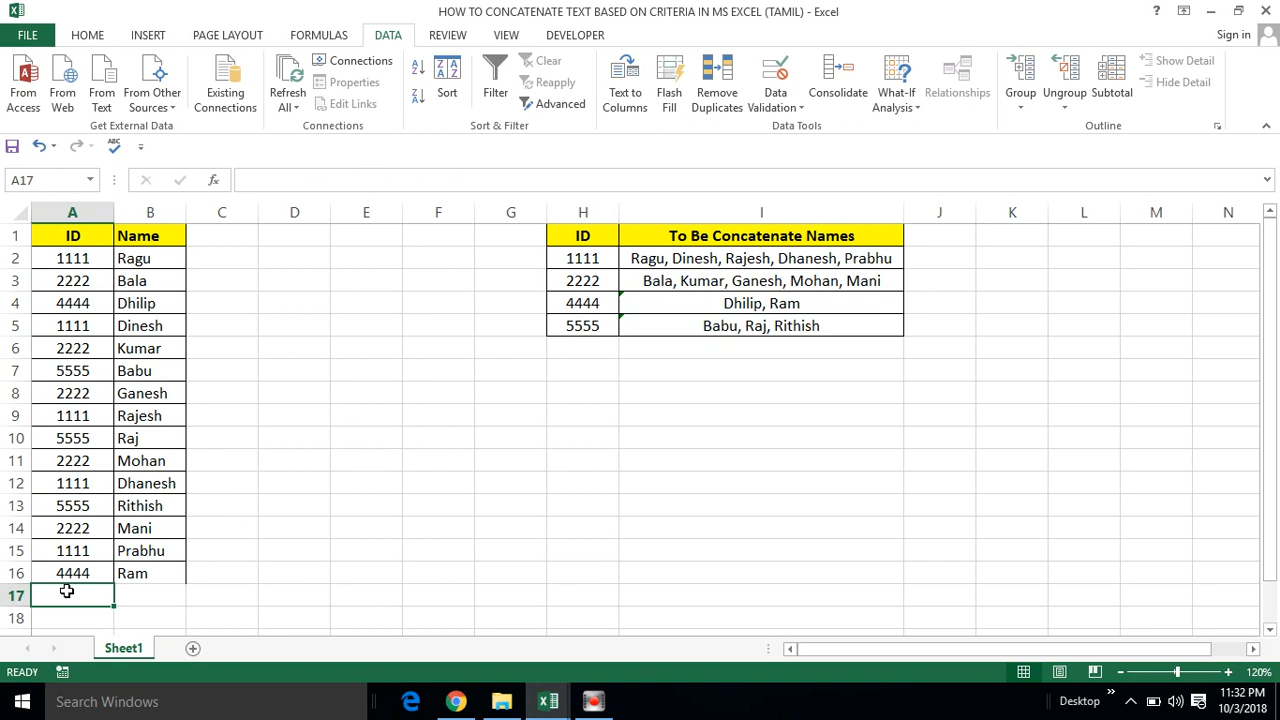 HOW TO CONCATENATE TEXT BASED ON CRITERIA IN MS EXCEL (TAMIL) - Excel
FILE HOME INSERT PAGE LAYOUT FORMULAS DATA REVIEW VIEW DEVELOPER Sign in
From Access
From Web
From Text
From Other Sources
Existing Connections
Get External Data
Refresh All
Connections
Properties
Edit Links
Connections
Sort
Filter
Clear
Reapply
Advanced
Sort & Filter
Text to Columns
Flash Fill
Remove Duplicates
Data Validation
Consolidate
What-If Analysis
Relationships
Data Tools
Group
Ungroup
Subtotal
Show Detail
Hide Detail
Outline
ABC
A17 fx
A B C D E F G H I J K L M N
1 ID Name ID To Be Concatenate Names
2 1111 Ragu 1111 Ragu, Dinesh, Rajesh, Dhanesh, Prabhu
3 2222 Bala 2222 Bala, Kumar, Ganesh, Mohan, Mani
4 4444 Dhilip 4444 Dhilip, Ram
5 1111 Dinesh 5555 Babu, Raj, Rithish
6 2222 Kumar
7 5555 Babu
8 2222 Ganesh
9 1111 Rajesh
10 5555 Raj
11 2222 Mohan
12 1111 Dhanesh
13 5555 Rithish
14 2222 Mani
15 1111 Prabhu
16 4444 Ram
17
18
Sheet1
READY 120%
Search Windows Desktop 11:32 PM
10/3/2018